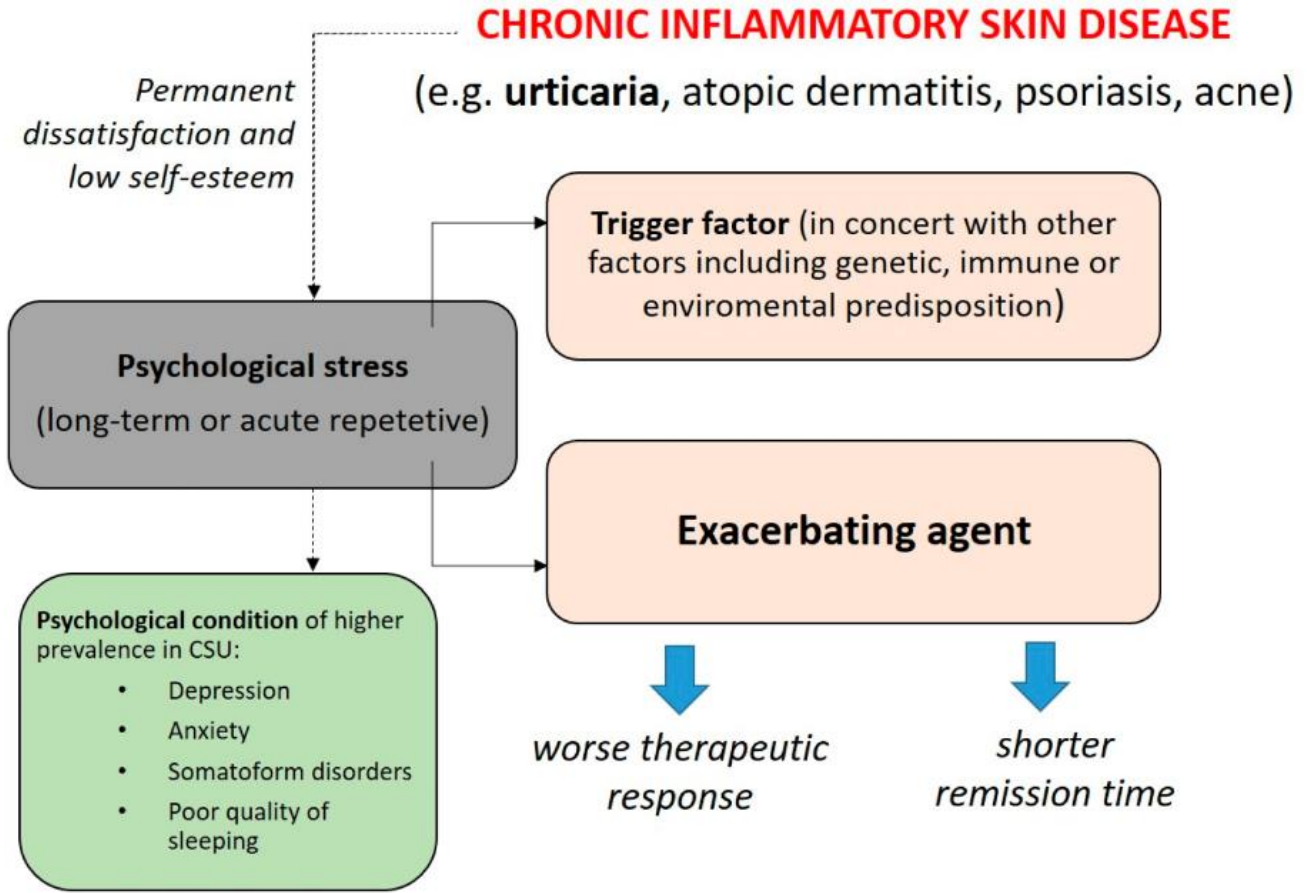 CHRONIC INFLAMMATORY SKIN DISEASE
(e.g. urticaria, atopic dermatitis, psoriasis, acne)
Permanent
dissatisfaction and
low self-esteem
Trigger factor (in concert with other
factors including genetic, immune or
enviromental predisposition)
Psychological stress
(long-term or acute repetetive)
Exacerbating agent
Psychological condition of higher
prevalence in CSU:
• Depression
• Anxiety
• Somatoform disorders
• Poor quality of
sleeping
worse therapeutic
response
shorter
remission time